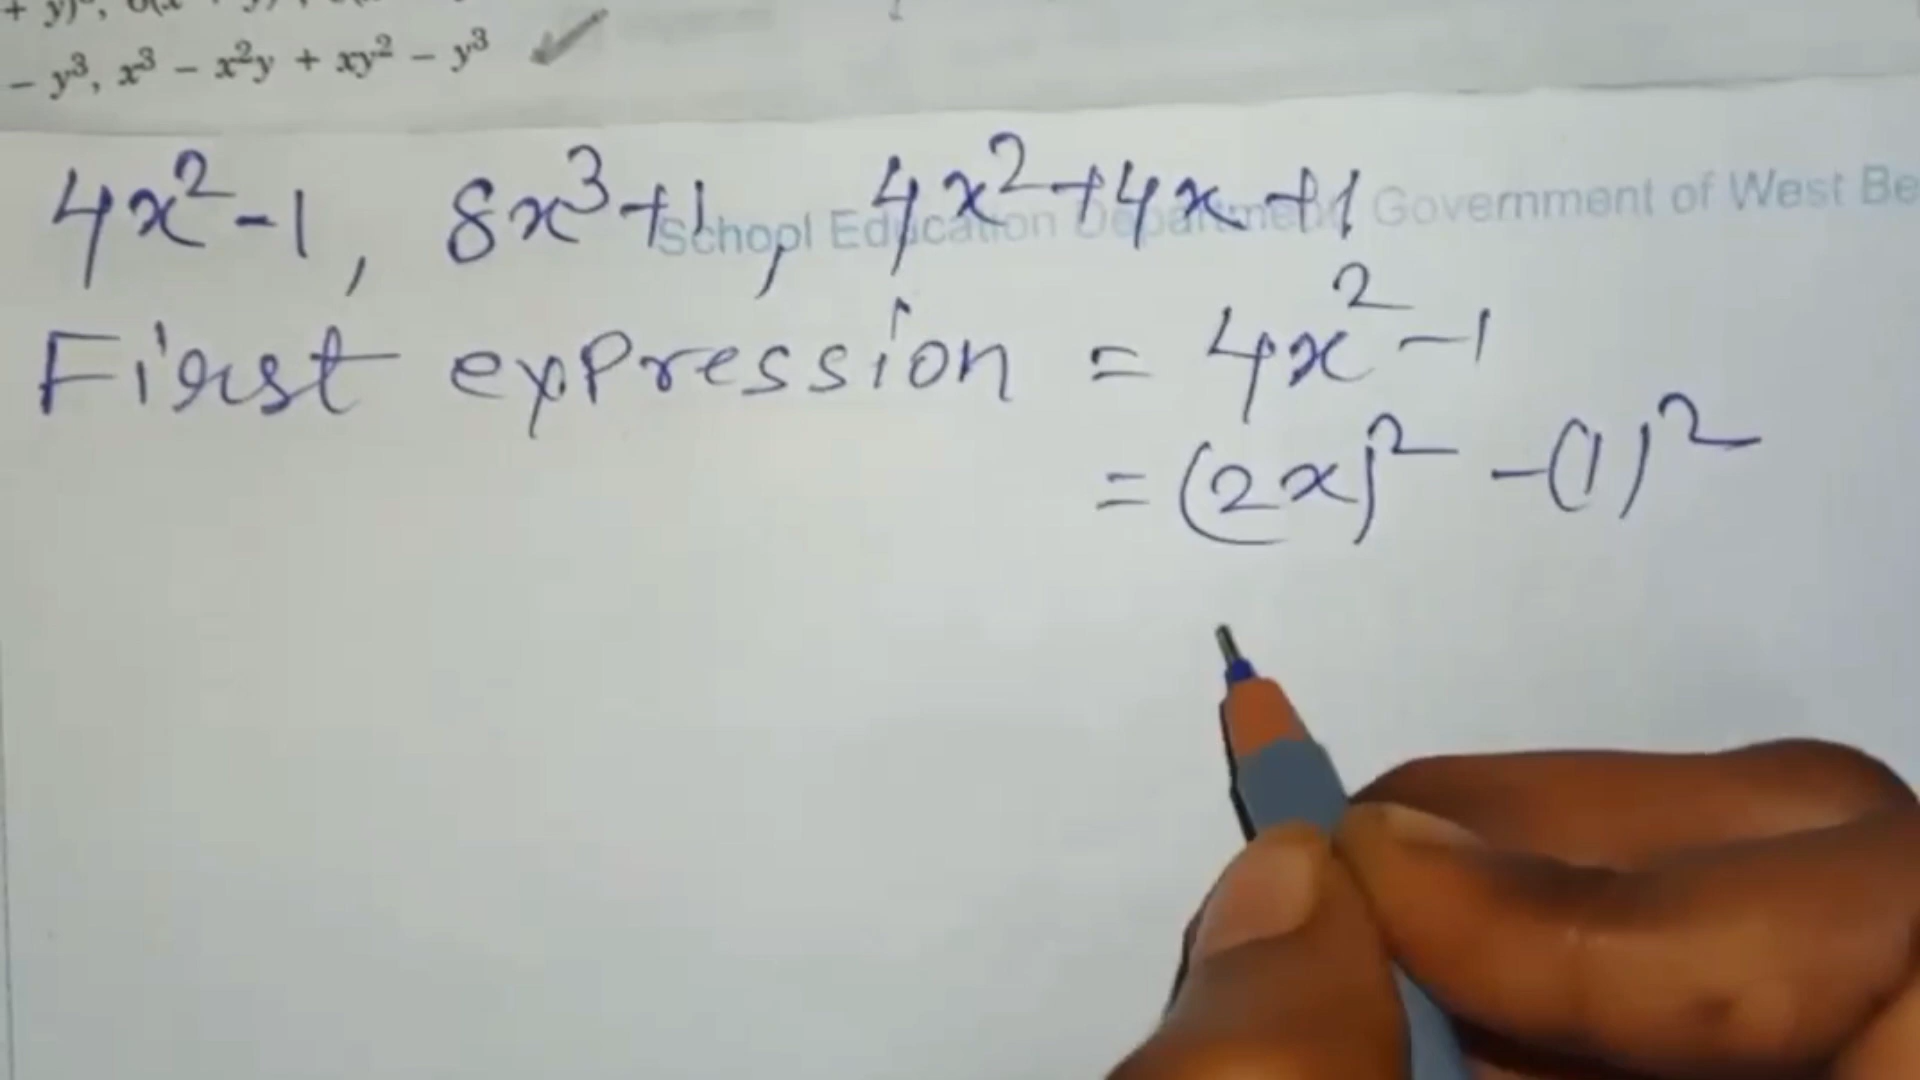 − y³, x³ − x²y + xy² − y³
4x²-1, 8x³+1, 4x²+4x+1
School Education Department, Government of West Be
First expression = 4x²-1
= (2x)² - (1)²